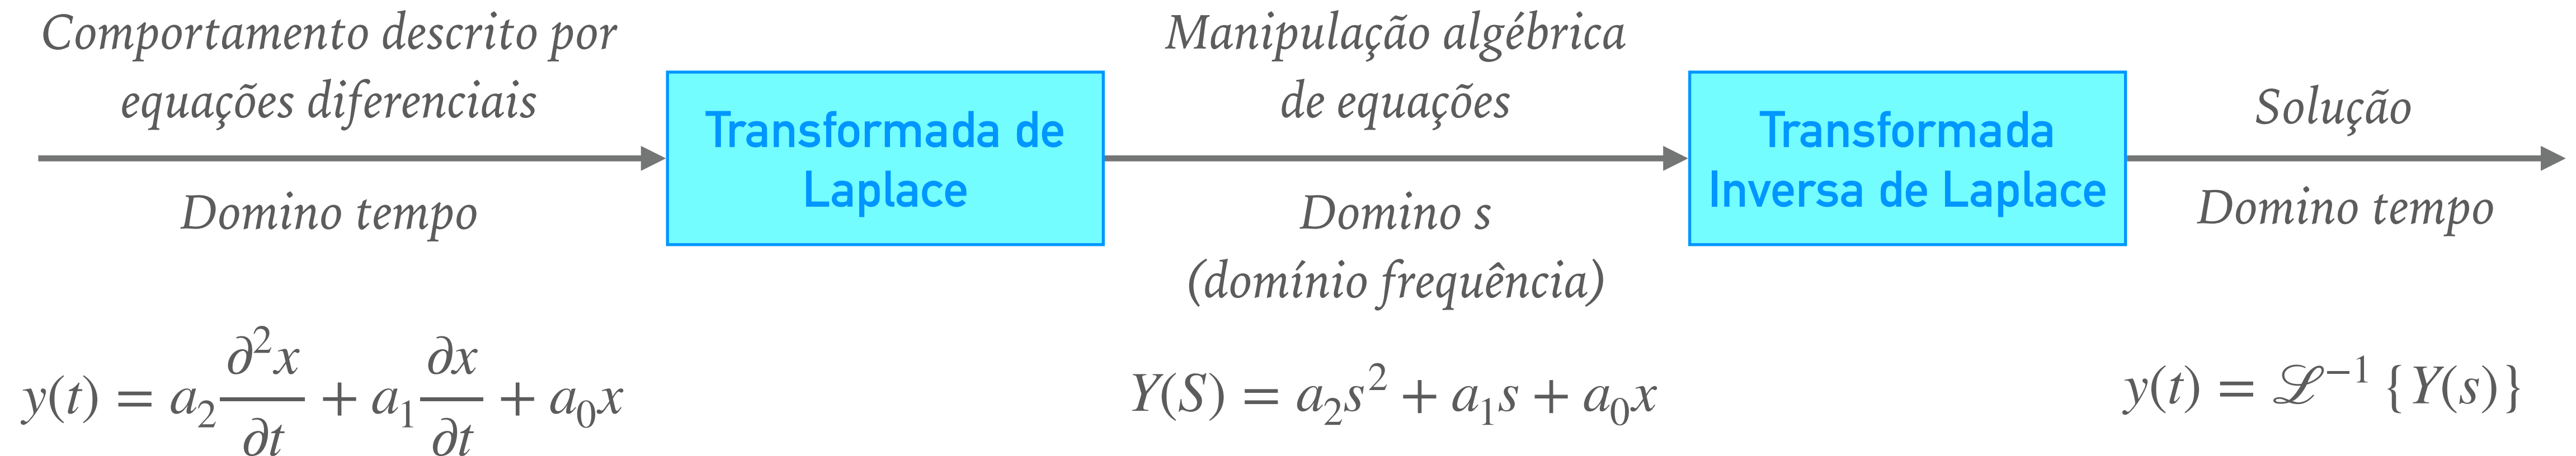 Comportamento descrito por
equações diferenciais
Domino tempo
Transformada de
Laplace
Manipulação algébrica
de equações
Domino s
(domínio frequência)
Transformada
Inversa de Laplace
Solução
Domino tempo
y(t) = a₂ ∂²x/∂t + a₁ ∂x/∂t + a₀x
Y(S) = a₂s² + a₁s + a₀x
y(t) = ℒ⁻¹ {Y(s)}